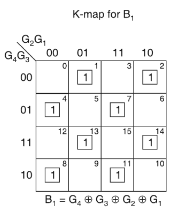 K-map for B₁
G₂G₁
G₄G₃ 00 01 11 10
00 0 1 1 3 2 1
01 4 1 5 7 1 6
11 12 13 1 15 14 1
10 8 1 9 11 1 10
B₁ = G₄ ⊕ G₃ ⊕ G₂ ⊕ G₁